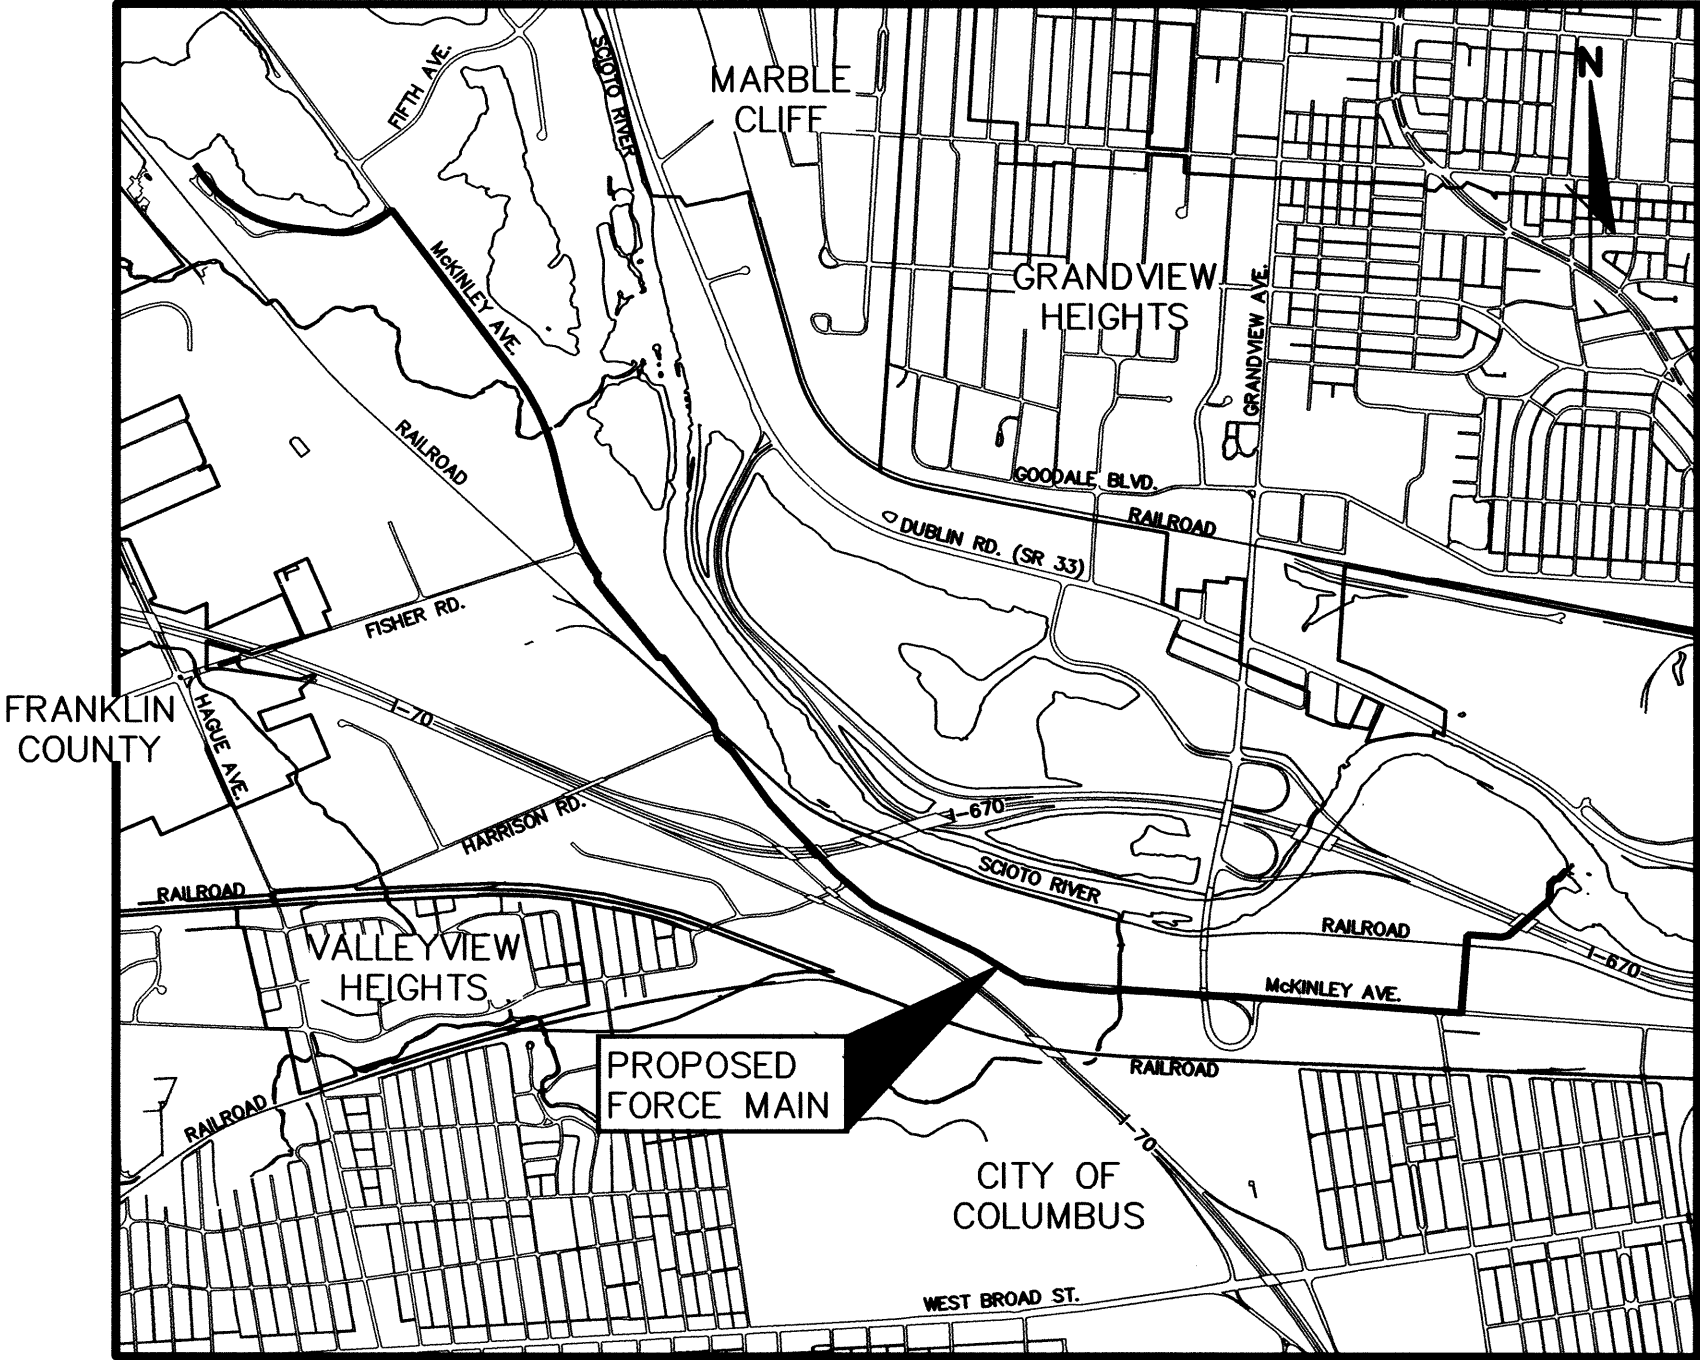 N
FIFTH AVE.
SCIOTO RIVER
MARBLE
CLIFF
McKINLEY AVE.
GRANDVIEW
HEIGHTS
GRANDVIEW AVE.
RAILROAD
GOODALE BLVD.
RAILROAD
DUBLIN RD. (SR 33)
FISHER RD.
FRANKLIN
COUNTY
HAGUE AVE.
I-70
HARRISON RD.
I-670
SCIOTO RIVER
RAILROAD
RAILROAD
VALLEYVIEW
HEIGHTS
I-670
McKINLEY AVE.
PROPOSED
FORCE MAIN
RAILROAD
RAILROAD
I-70
CITY OF
COLUMBUS
WEST BROAD ST.